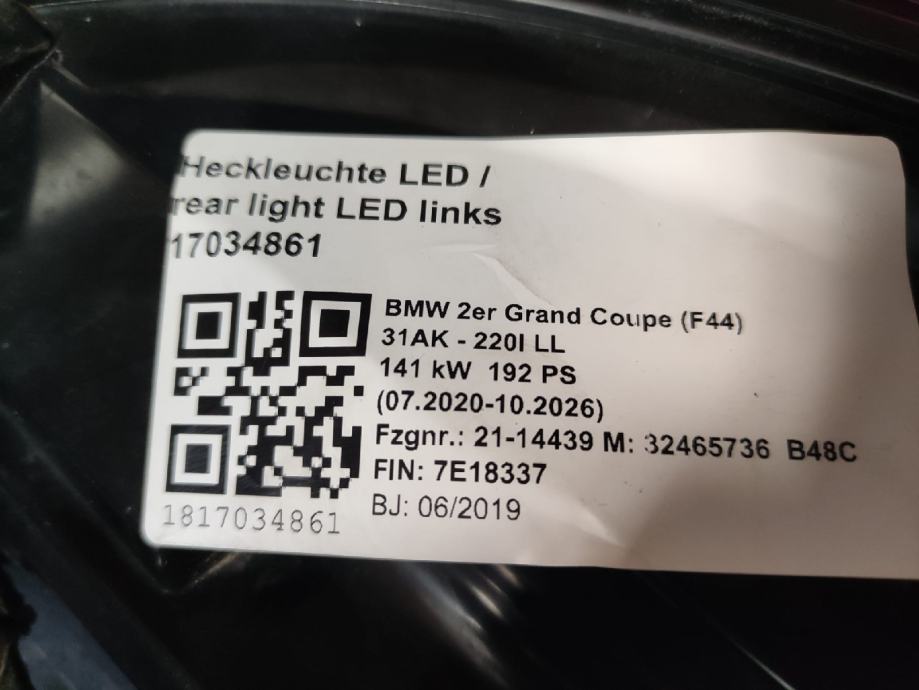 Heckleuchte LED /
rear light LED links
17034861
BMW 2er Grand Coupe (F44)
31AK - 220I LL
141 kW 192 PS
(07.2020-10.2026)
Fzgnr.: 21-14439 M: 32465736 B48C
FIN: 7E18337
BJ: 06/2019
1817034861